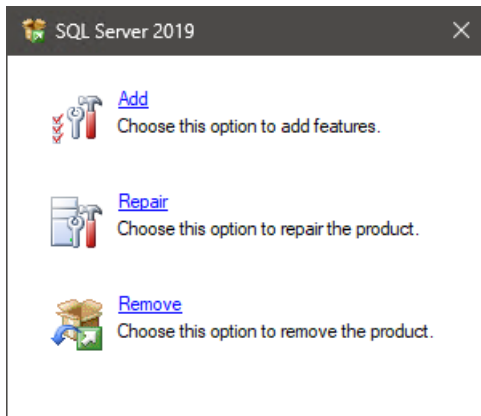 SQL Server 2019
Add
Choose this option to add features.
Repair
Choose this option to repair the product.
Remove
Choose this option to remove the product.